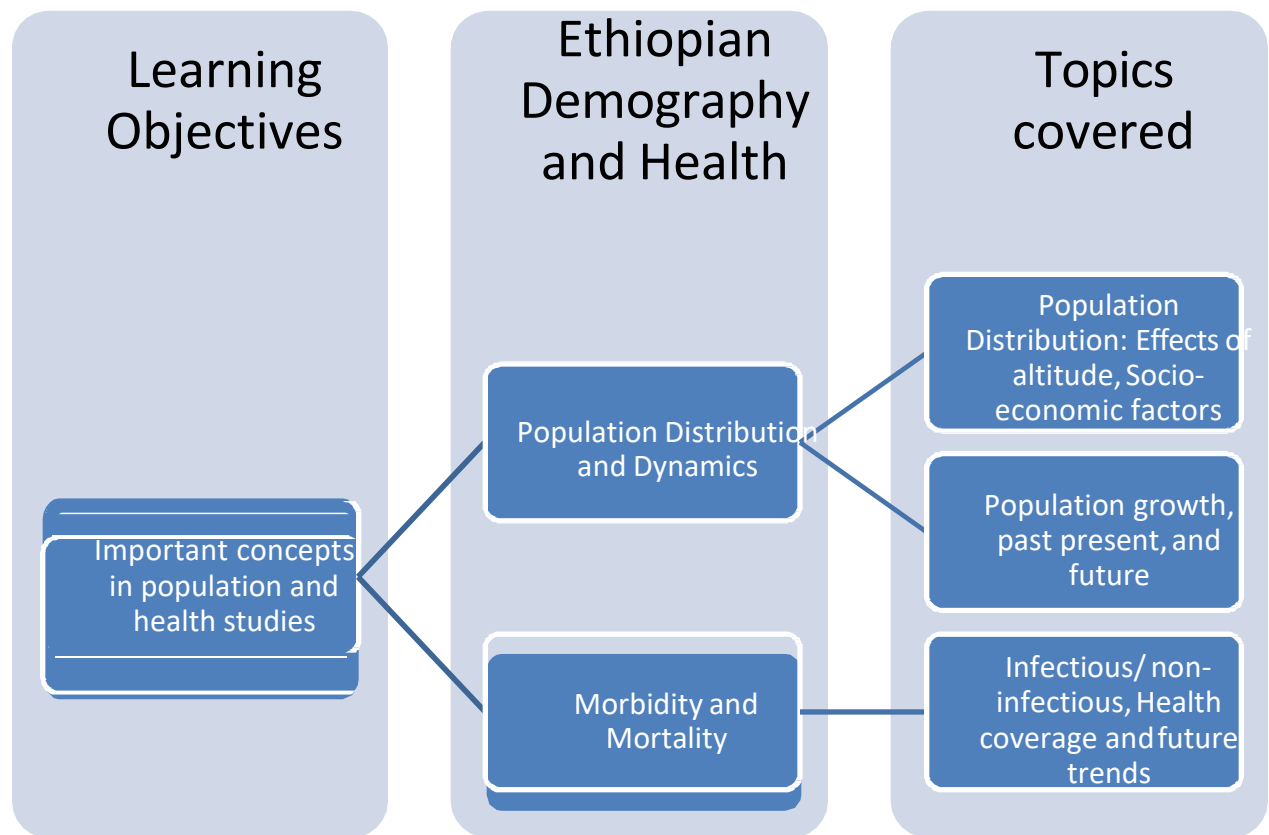 Learning
Objectives
Ethiopian
Demography
and Health
Topics
covered
Important concepts
in population and
health studies
Population Distribution
and Dynamics
Morbidity and
Mortality
Population
Distribution: Effects of
altitude, Socio-
economic factors
Population growth,
past present, and
future
Infectious/ non-
infectious, Health
coverage and future
trends